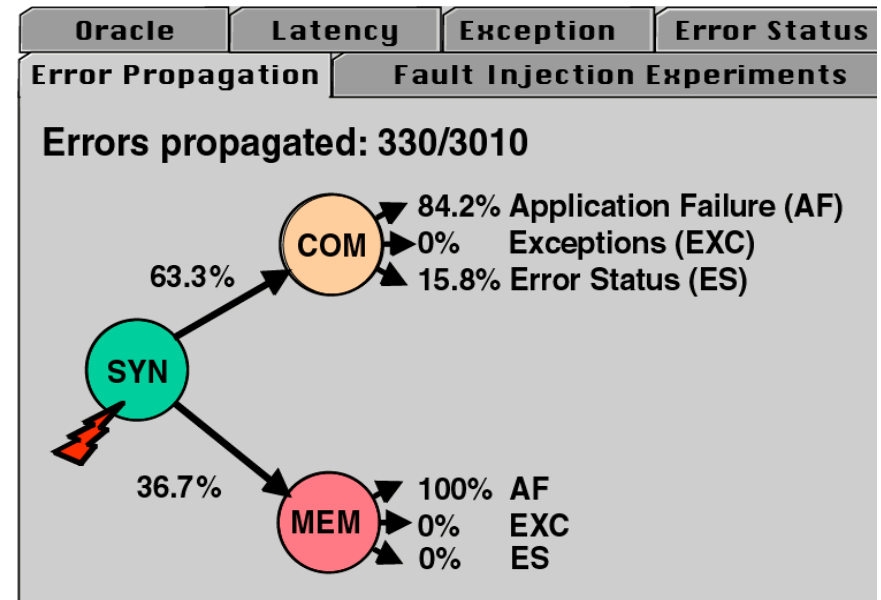 Oracle Latency Exception Error Status
Error Propagation Fault Injection Experiments
Errors propagated: 330/3010
84.2% Application Failure (AF)
COM 0% Exceptions (EXC)
63.3% 15.8% Error Status (ES)
SYN
36.7% 100% AF
MEM 0% EXC
0% ES